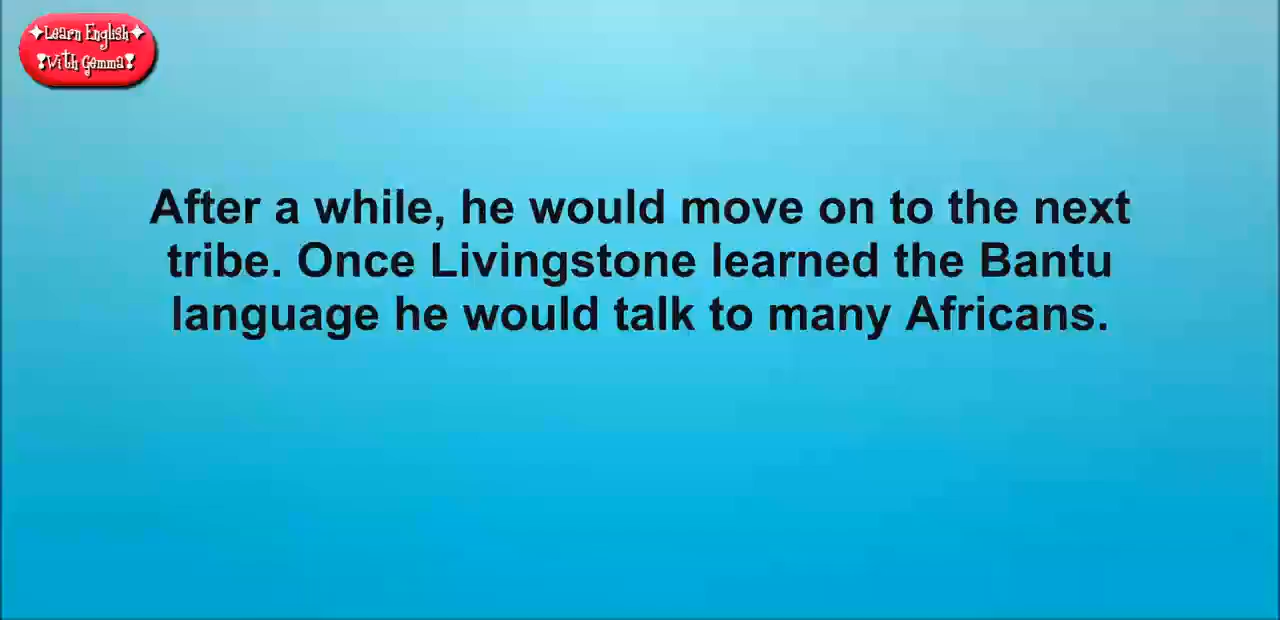 ✦Learn English✦
❣With Gemma❣
After a while, he would move on to the next
tribe. Once Livingstone learned the Bantu
language he would talk to many Africans.